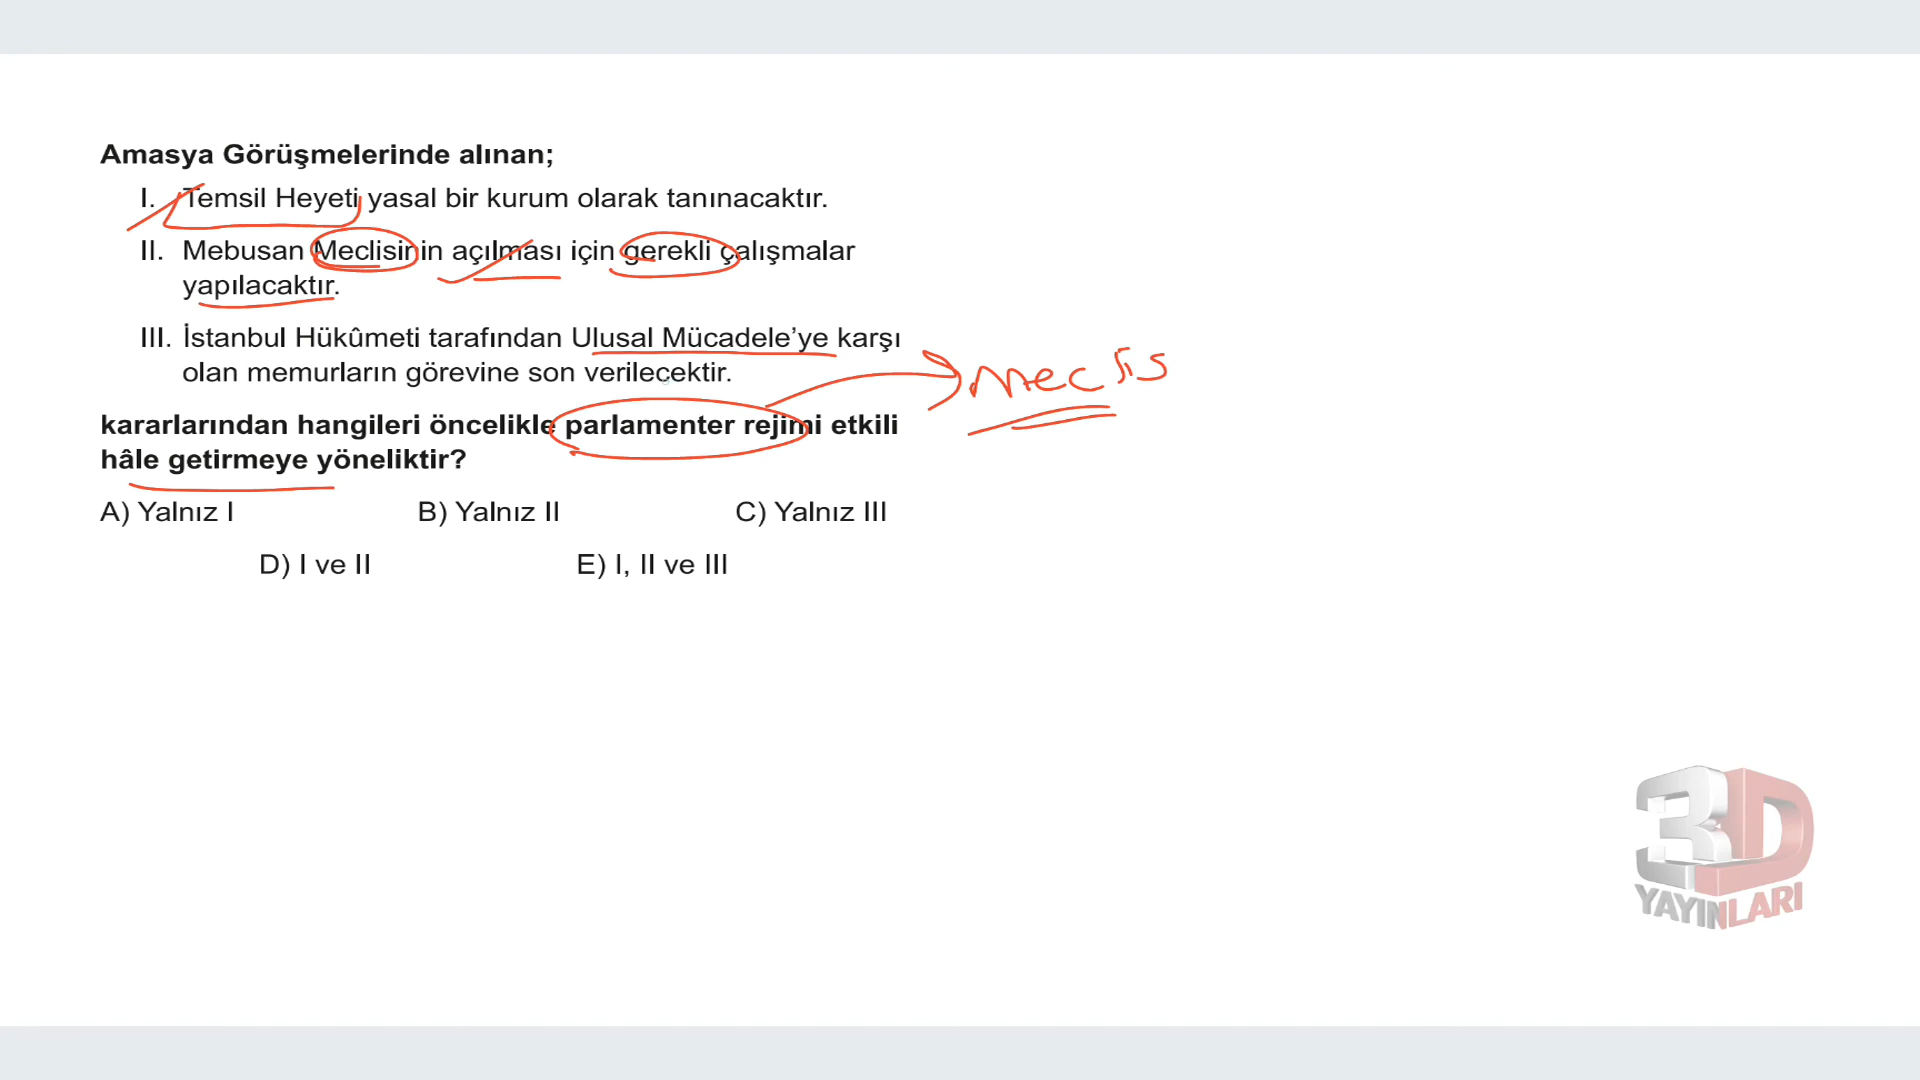 Amasya Görüşmelerinde alınan;
I. Temsil Heyeti yasal bir kurum olarak tanınacaktır.
II. Mebusan Meclisinin açılması için gerekli çalışmalar
yapılacaktır.
III. İstanbul Hükûmeti tarafından Ulusal Mücadele’ye karşı
olan memurların görevine son verilecektir.
Meclis
kararlarından hangileri öncelikle parlamenter rejimi etkili
hâle getirmeye yöneliktir?
A) Yalnız I B) Yalnız II C) Yalnız III
D) I ve II E) I, II ve III
3D
YAYINLARI